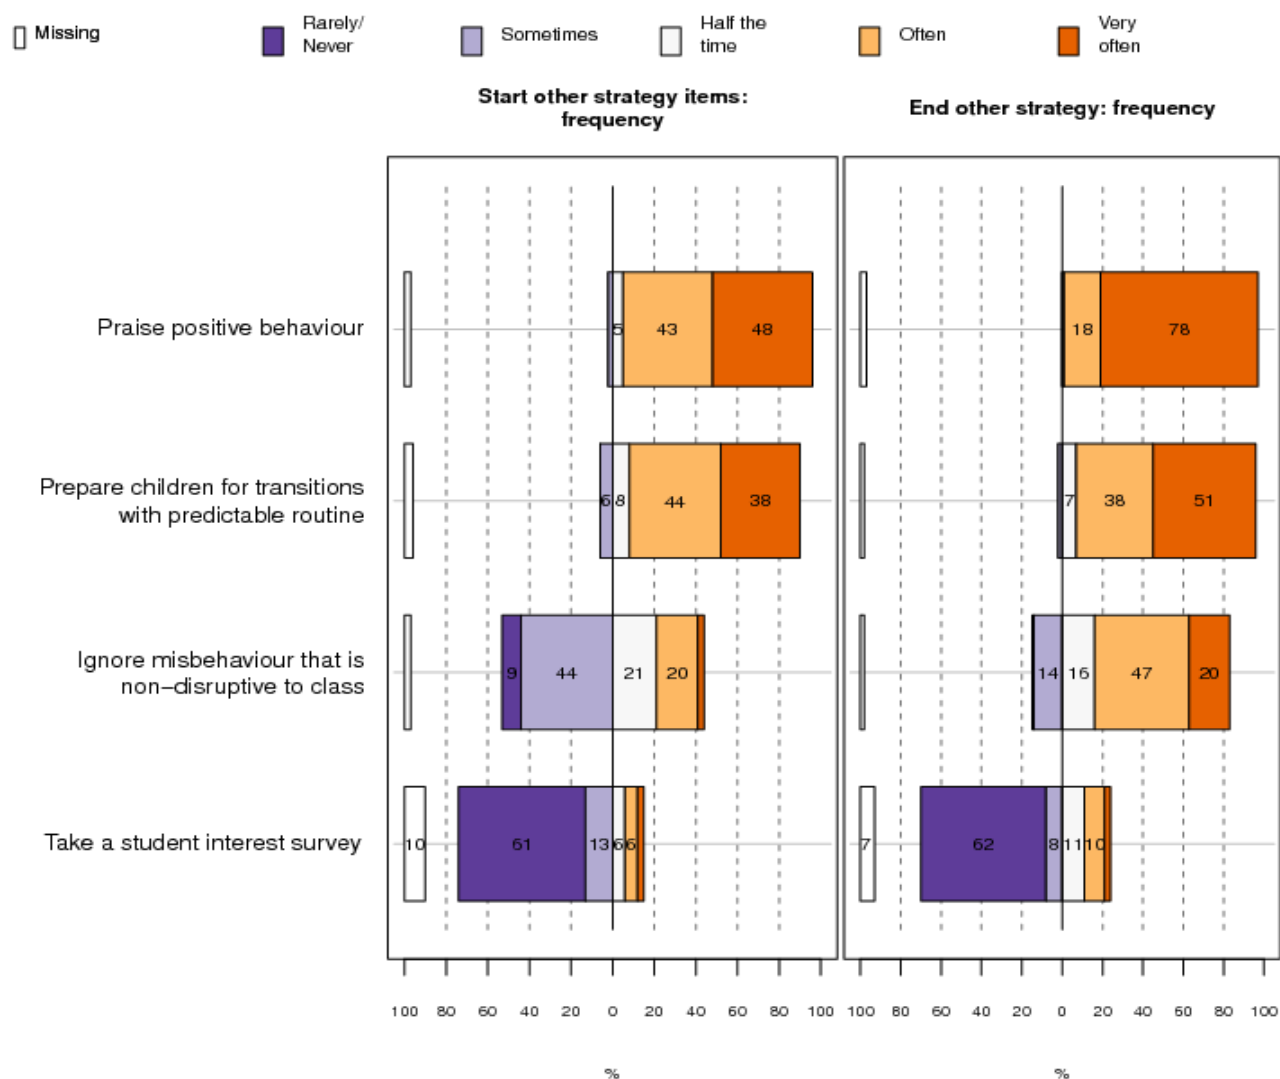 Missing
Rarely/
Never
Sometimes
Half the
time
Often
Very
often
Start other strategy items:
frequency
End other strategy: frequency
Praise positive behaviour
5 43 48
18 78
Prepare children for transitions
with predictable routine
6 8 44 38
7 38 51
Ignore misbehaviour that is
non–disruptive to class
9 44 21 20
14 16 47 20
Take a student interest survey
10 61 13 6 6
7 62 8 11 10
100 80 60 40 20 0 20 40 60 80 100
100 80 60 40 20 0 20 40 60 80 100
%
%